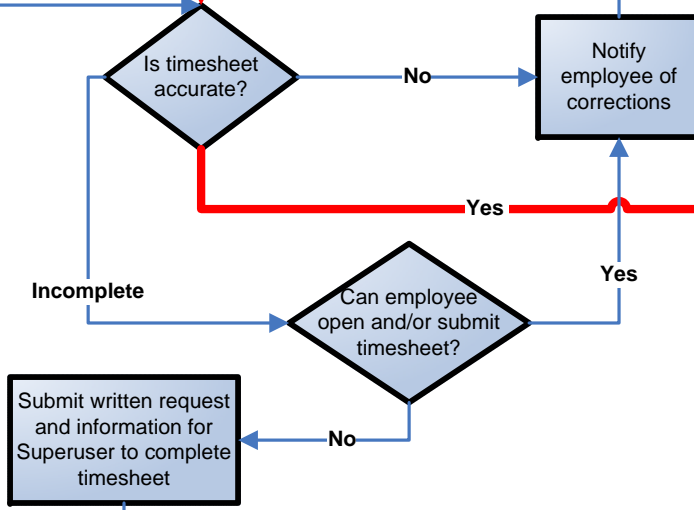 Is timesheet
accurate?
No
Notify
employee of
corrections
Yes
Incomplete
Can employee
open and/or submit
timesheet?
Yes
No
Submit written request
and information for
Superuser to complete
timesheet